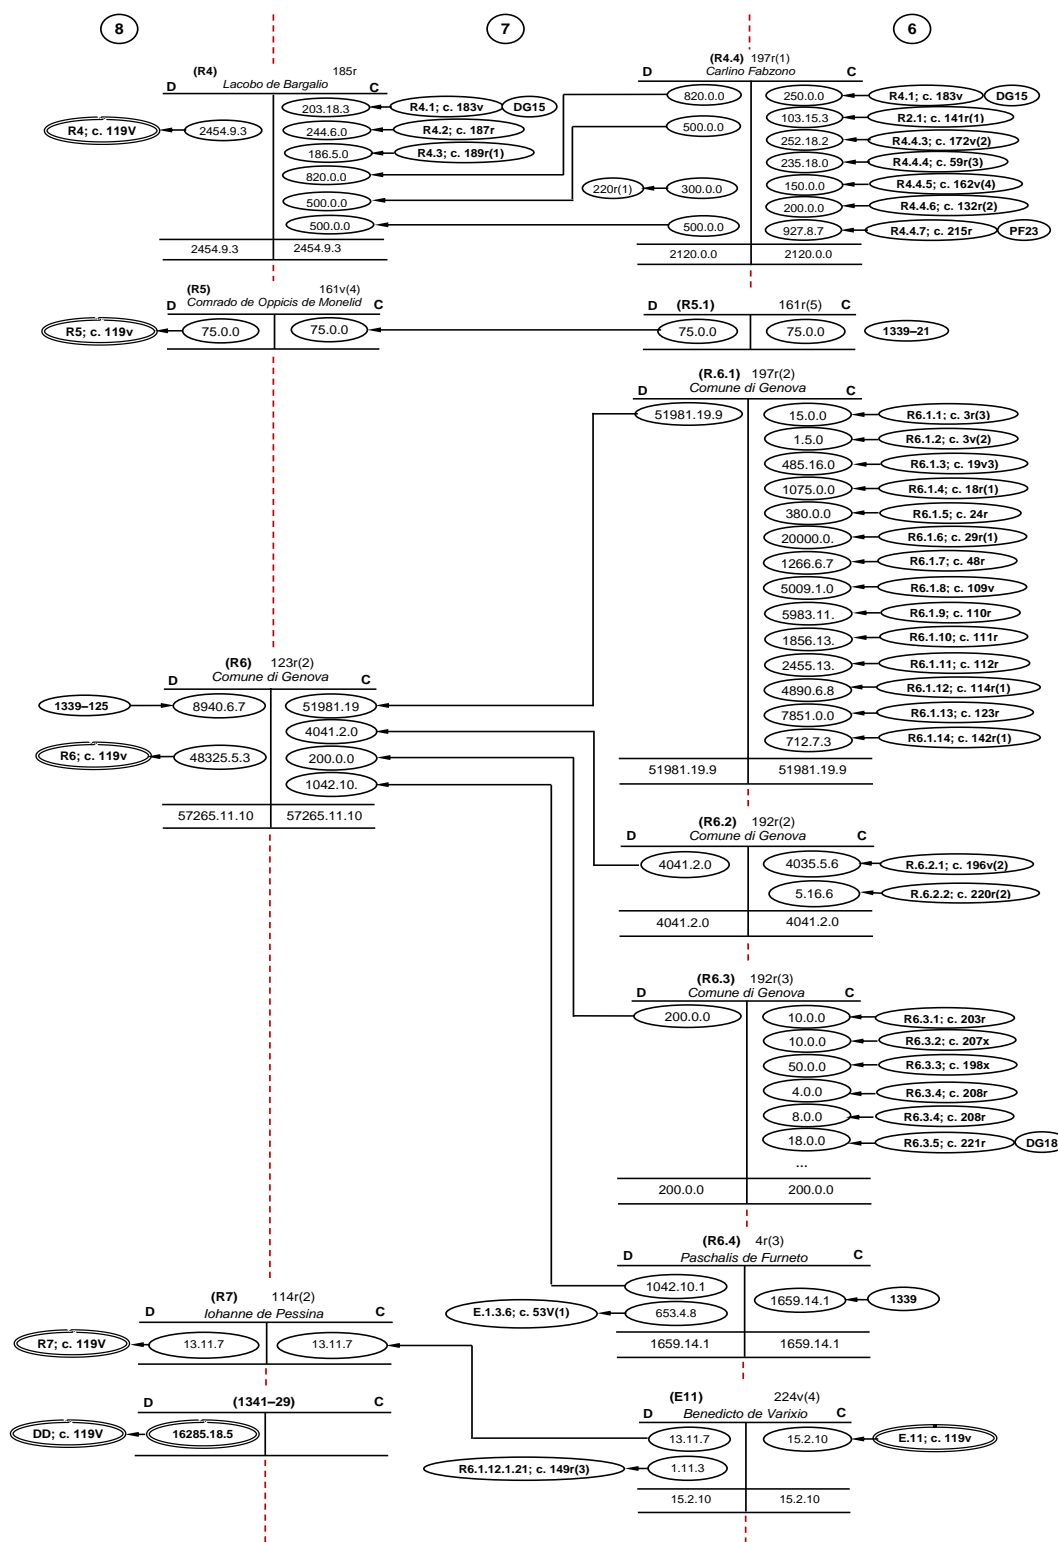 8 7 6
(R4) 185r
D Lacobo de Bargalio C
203.18.3 R4.1; c. 183v DG15
R4; c. 119V 2454.9.3 244.6.0 R4.2; c. 187r
186.5.0 R4.3; c. 189r(1)
820.0.0
500.0.0
500.0.0
2454.9.3 2454.9.3
(R4.4) 197r(1)
D Carlino Fabzono C
820.0.0 250.0.0 R4.1; c. 183v DG15
103.15.3 R2.1; c. 141r(1)
500.0.0 252.18.2 R4.4.3; c. 172v(2)
235.18.0 R4.4.4; c. 59r(3)
220r(1) 300.0.0 150.0.0 R4.4.5; c. 162v(4)
200.0.0 R4.4.6; c. 132r(2)
500.0.0 927.8.7 R4.4.7; c. 215r PF23
2120.0.0 2120.0.0
(R5) 161v(4)
D Comrado de Oppicis de Monelid C
R5; c. 119v 75.0.0 75.0.0
(R5.1) 161r(5)
D C
75.0.0 75.0.0 1339–21
(R.6.1) 197r(2)
D Comune di Genova C
51981.19.9 15.0.0 R6.1.1; c. 3r(3)
1.5.0 R6.1.2; c. 3v(2)
485.16.0 R6.1.3; c. 19v3)
1075.0.0 R6.1.4; c. 18r(1)
380.0.0 R6.1.5; c. 24r
20000.0. R6.1.6; c. 29r(1)
1266.6.7 R6.1.7; c. 48r
5009.1.0 R6.1.8; c. 109v
5983.11. R6.1.9; c. 110r
1856.13. R6.1.10; c. 111r
2455.13. R6.1.11; c. 112r
4890.6.8 R6.1.12; c. 114r(1)
7851.0.0 R6.1.13; c. 123r
712.7.3 R6.1.14; c. 142r(1)
51981.19.9 51981.19.9
(R6) 123r(2)
D Comune di Genova C
1339–125 8940.6.7 51981.19
4041.2.0
R6; c. 119v 48325.5.3 200.0.0
1042.10.
57265.11.10 57265.11.10
(R6.2) 192r(2)
D Comune di Genova C
4041.2.0 4035.5.6 R.6.2.1; c. 196v(2)
5.16.6 R.6.2.2; c. 220r(2)
4041.2.0 4041.2.0
(R6.3) 192r(3)
D Comune di Genova C
200.0.0 10.0.0 R6.3.1; c. 203r
10.0.0 R6.3.2; c. 207x
50.0.0 R6.3.3; c. 198x
4.0.0 R6.3.4; c. 208r
8.0.0 R6.3.4; c. 208r
18.0.0 R6.3.5; c. 221r DG18
...
200.0.0 200.0.0
(R6.4) 4r(3)
D Paschalis de Furneto C
1042.10.1 1659.14.1 1339
E.1.3.6; c. 53V(1) 653.4.8
1659.14.1 1659.14.1
(R7) 114r(2)
D Iohanne de Pessina C
R7; c. 119V 13.11.7 13.11.7
D (1341–29) C
DD; c. 119V 16285.18.5
(E11) 224v(4)
D Benedicto de Varixio C
13.11.7 15.2.10 E.11; c. 119v
R6.1.12.1.21; c. 149r(3) 1.11.3
15.2.10 15.2.10